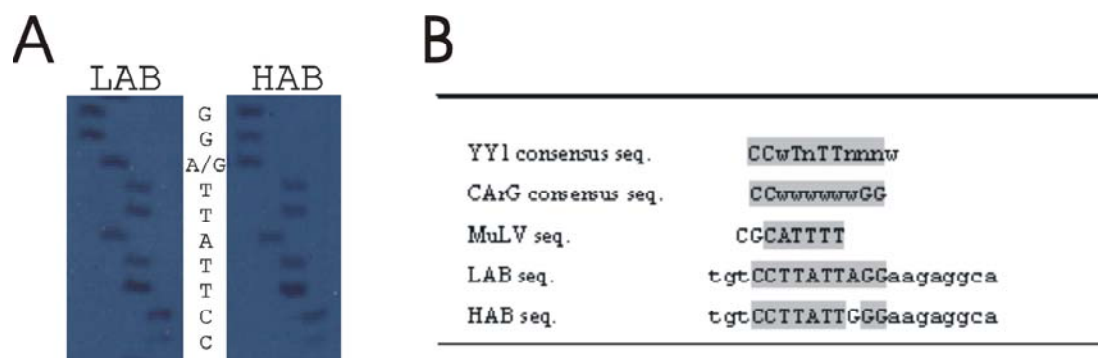 A
LAB HAB
G
G
A/G
T
T
A
T
T
C
C
B
YY1 consensus seq. CCwTnTTnnnw
CArG consensus seq. CCwwwwwwGG
MuLV seq. CGCATTTT
LAB seq. tgtCCTTATTAGGaagaggca
HAB seq. tgtCCTTATTGGGaagaggca